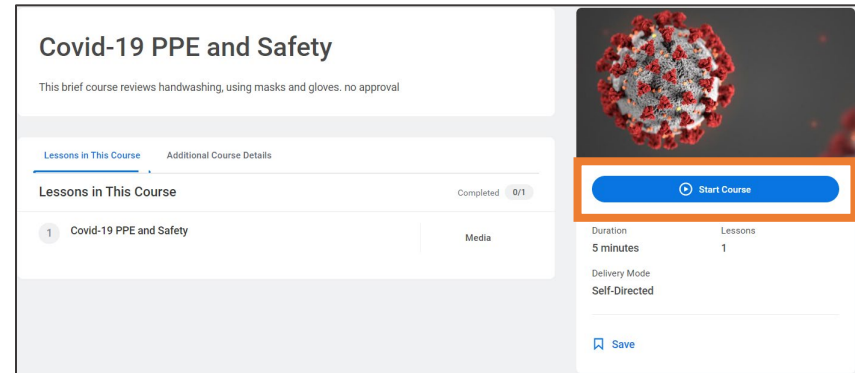 Covid-19 PPE and Safety
This brief course reviews handwashing, using masks and gloves. no approval
Lessons in This Course
Additional Course Details
Lessons in This Course
Completed 0/1
1
Covid-19 PPE and Safety
Media
Start Course
Duration
Lessons
5 minutes
1
Delivery Mode
Self-Directed
Save